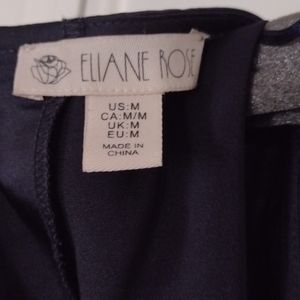 ELIANE ROSE
US:M
CA:M/M
UK:M
EU:M
MADE IN
CHINA